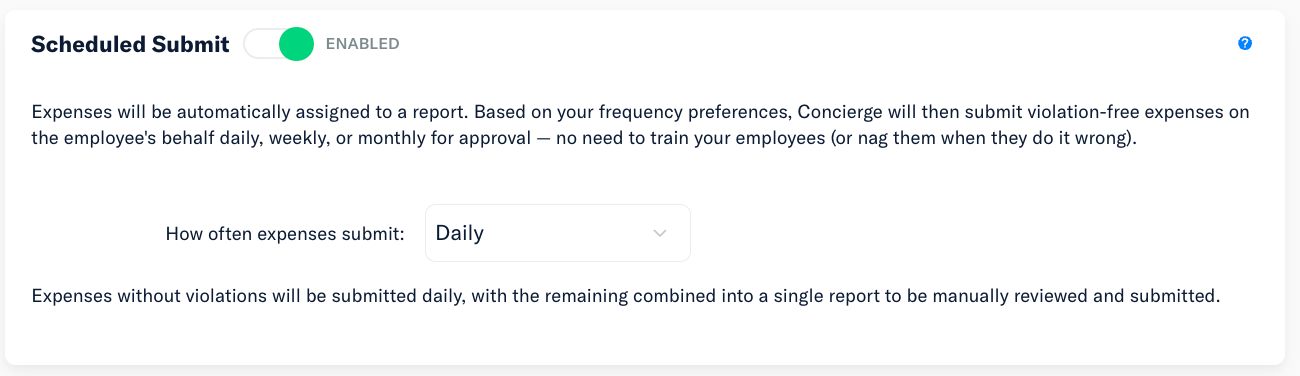 Scheduled Submit ENABLED ?
Expenses will be automatically assigned to a report. Based on your frequency preferences, Concierge will then submit violation-free expenses on
the employee's behalf daily, weekly, or monthly for approval — no need to train your employees (or nag them when they do it wrong).
How often expenses submit: Daily
Expenses without violations will be submitted daily, with the remaining combined into a single report to be manually reviewed and submitted.